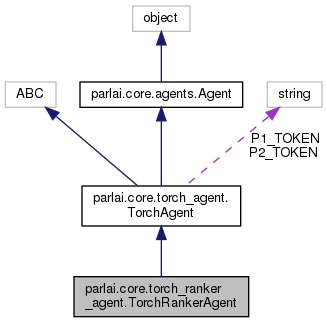 object
ABC
parlai.core.agents.Agent
string
P1_TOKEN
P2_TOKEN
parlai.core.torch_agent.
TorchAgent
parlai.core.torch_ranker
_agent.TorchRankerAgent